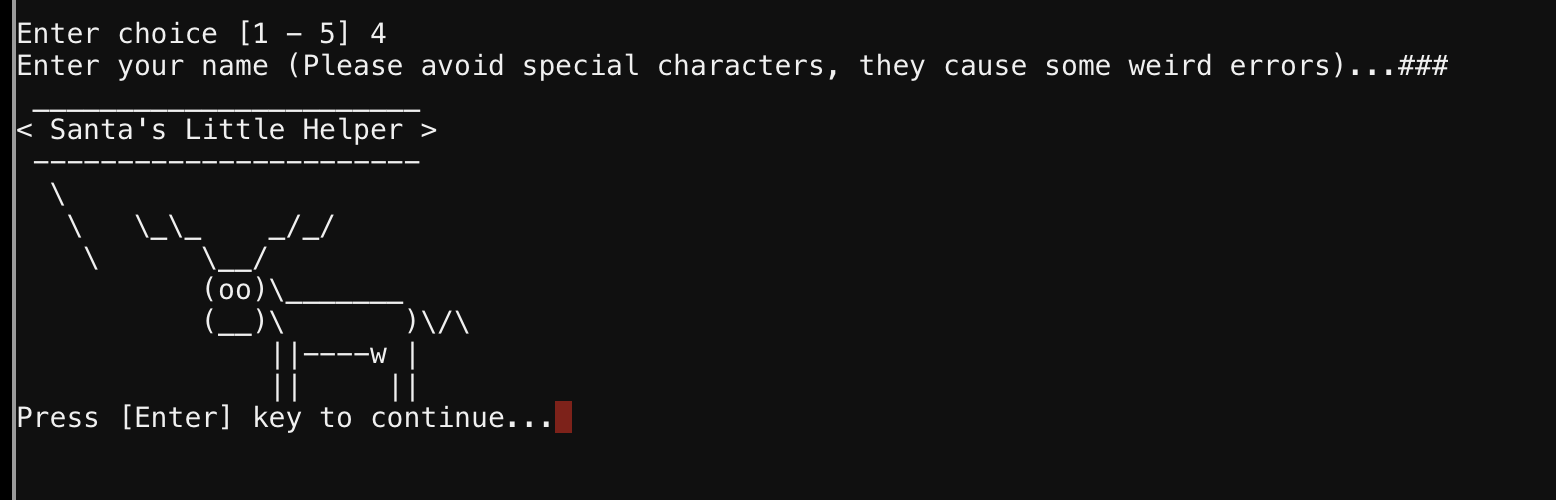 Enter choice [1 - 5] 4
Enter your name (Please avoid special characters, they cause some weird errors)...###
 _______________________
< Santa's Little Helper >
 -----------------------
  \
   \   \_\_    _/_/
    \      \__/
           (oo)\_______
           (__)\       )\/\
               ||----w |
               ||     ||
Press [Enter] key to continue...